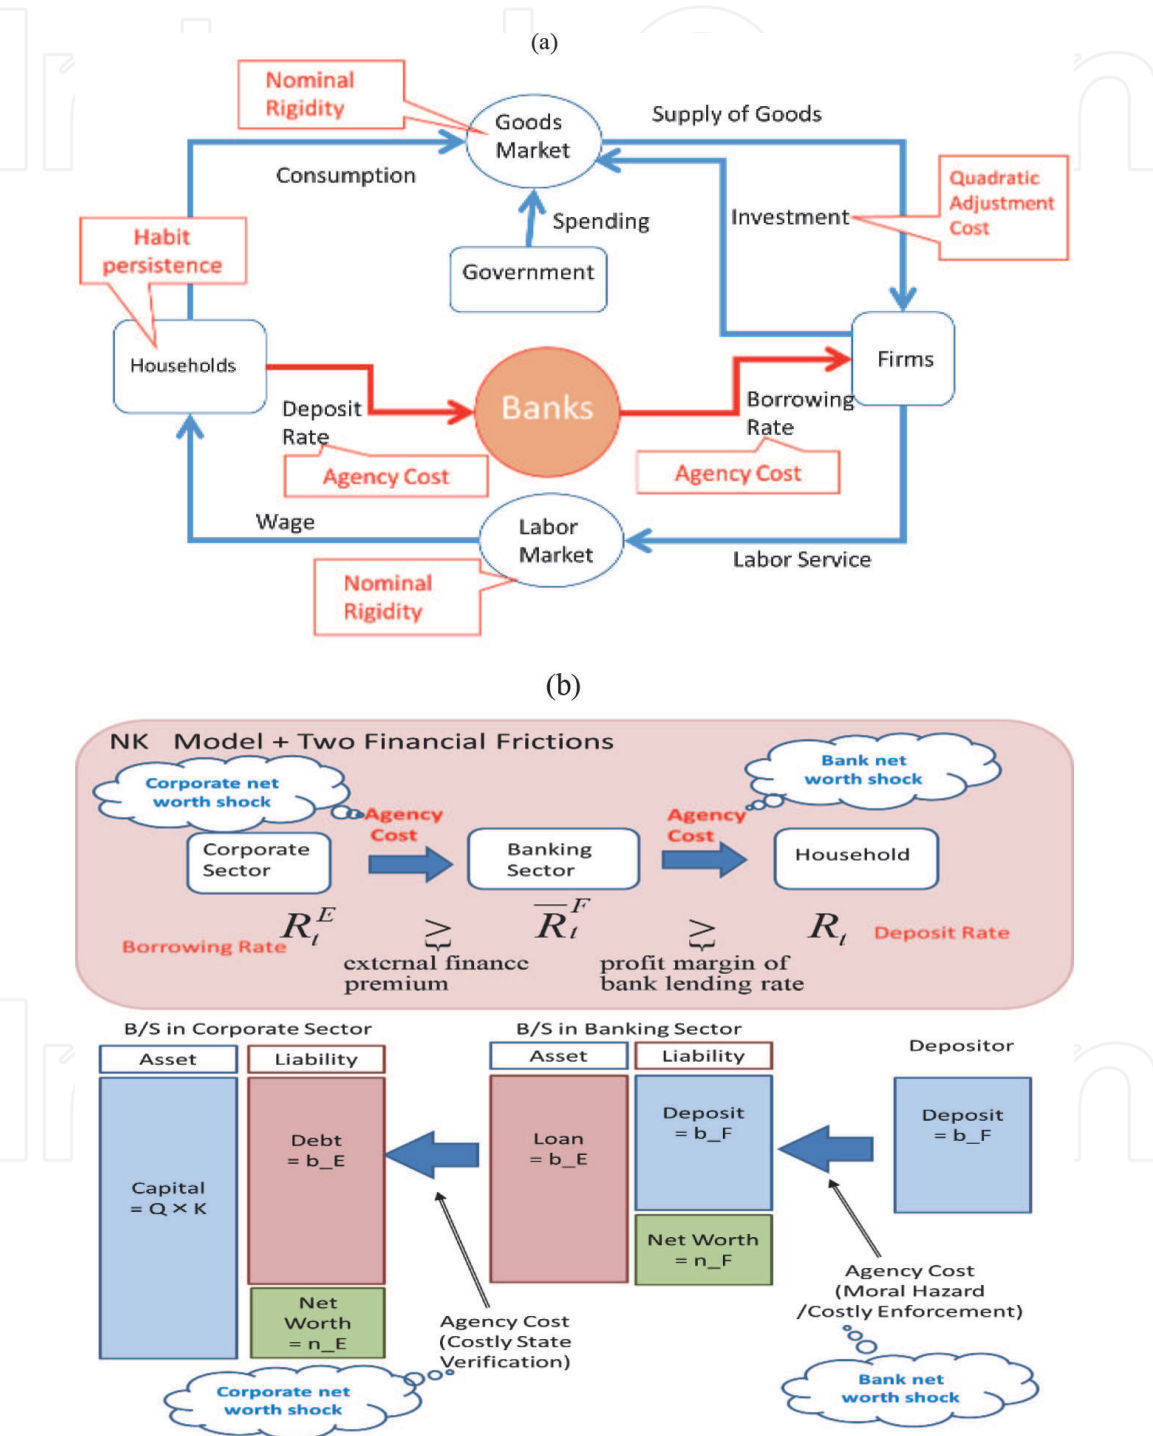 (a)
Nominal
Rigidity
Goods
Market
Supply of Goods
Consumption
Quadratic
Adjustment
Cost
Spending
Investment
Habit
persistence
Government
Households
Banks
Firms
Deposit
Rate
Borrowing
Rate
Agency Cost
Agency Cost
Wage
Labor
Market
Labor Service
Nominal
Rigidity
(b)
NK Model + Two Financial Frictions
Corporate net
worth shock
Bank net
worth shock
Agency
Cost
Agency
Cost
Corporate
Sector
Banking
Sector
Household
Borrowing Rate R_t^E ≥ R̅_t^F ≥ R_t Deposit Rate
external finance
premium
profit margin of
bank lending rate
B/S in Corporate Sector
B/S in Banking Sector
Depositor
Asset
Liability
Asset
Liability
Capital
= Q × K
Debt
= b_E
Net
Worth
= n_E
Loan
= b_E
Deposit
= b_F
Net Worth
= n_F
Deposit
= b_F
Agency Cost
(Costly State
Verification)
Agency Cost
(Moral Hazard
/Costly Enforcement)
Corporate net
worth shock
Bank net
worth shock